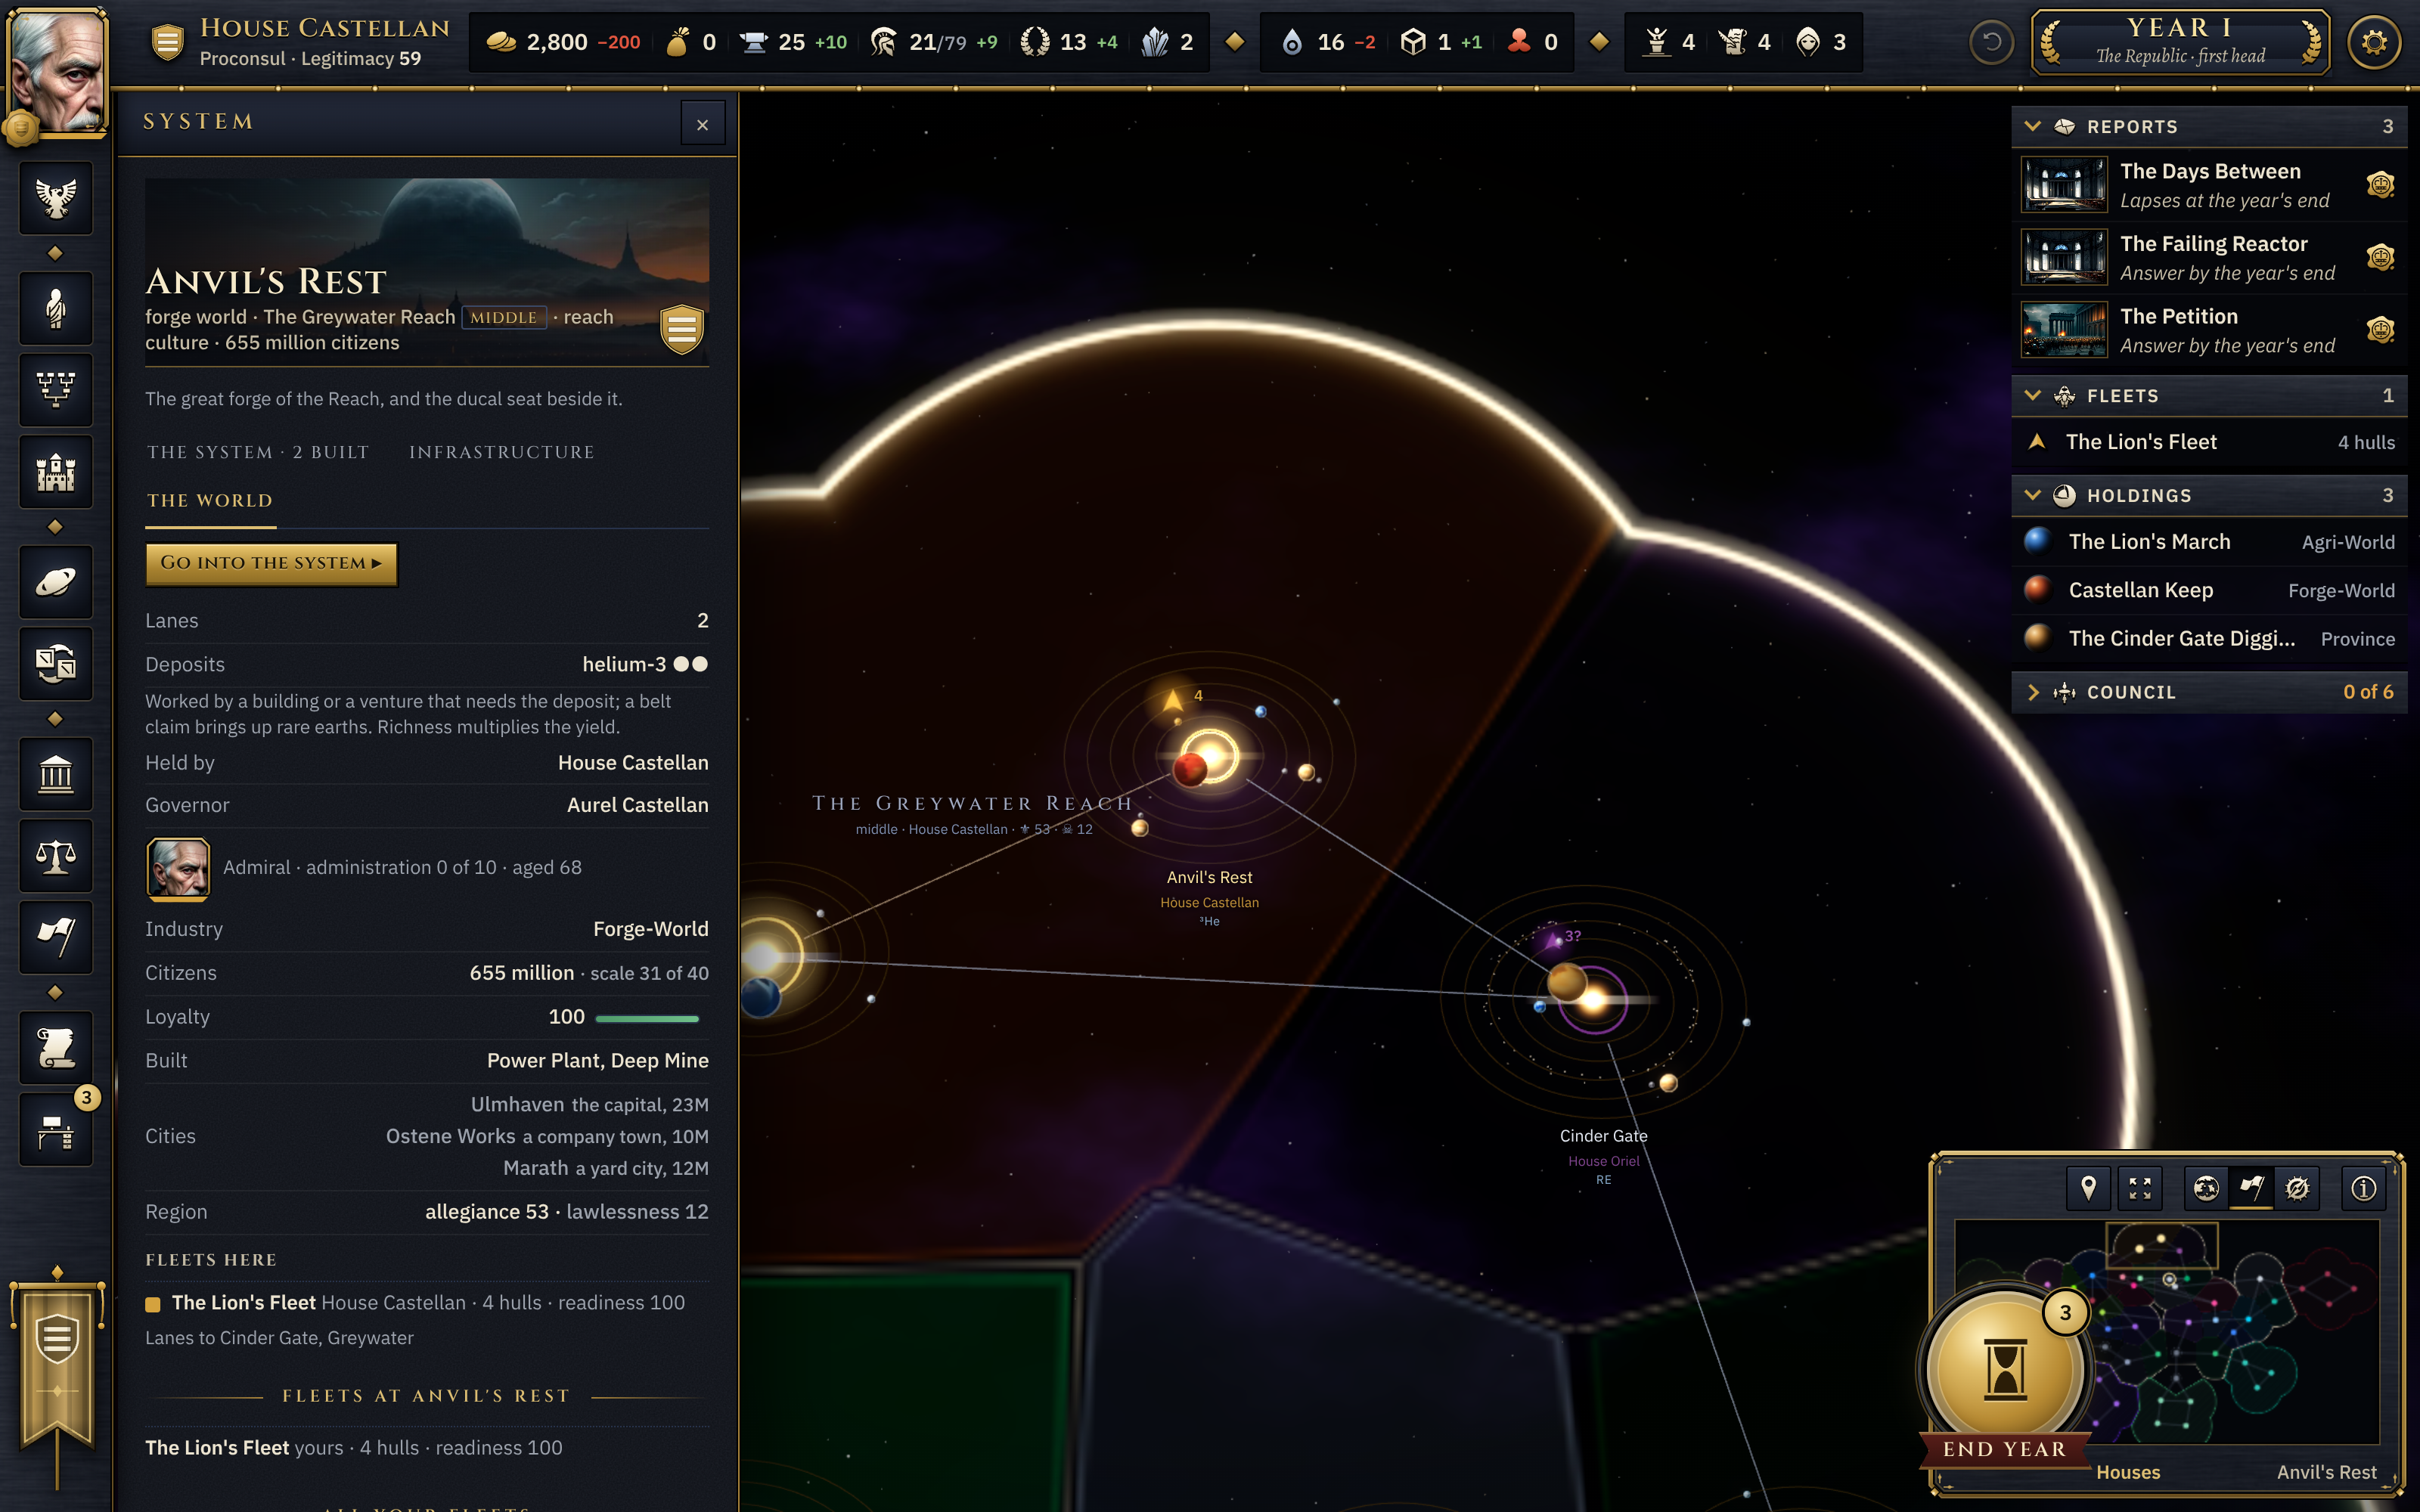 HOUSE CASTELLAN
Proconsul · Legitimacy 59
2,800 −200
0
25 +10
21/79 +9
13 +4
2
16 −2
1 +1
0
4
4
3
YEAR I
The Republic · first head
SYSTEM
×
ANVIL'S REST
forge world · The Greywater Reach MIDDLE · reach
culture · 655 million citizens
The great forge of the Reach, and the ducal seat beside it.
THE SYSTEM · 2 BUILT
INFRASTRUCTURE
THE WORLD
GO INTO THE SYSTEM ▸
Lanes 2
Deposits helium-3
Worked by a building or a venture that needs the deposit; a belt
claim brings up rare earths. Richness multiplies the yield.
Held by House Castellan
Governor Aurel Castellan
Admiral · administration 0 of 10 · aged 68
Industry Forge-World
Citizens 655 million · scale 31 of 40
Loyalty 100
Built Power Plant, Deep Mine
Ulmhaven the capital, 23M
Cities Ostene Works a company town, 10M
Marath a yard city, 12M
Region allegiance 53 · lawlessness 12
FLEETS HERE
The Lion's Fleet House Castellan · 4 hulls · readiness 100
Lanes to Cinder Gate, Greywater
FLEETS AT ANVIL'S REST
The Lion's Fleet yours · 4 hulls · readiness 100
ALL YOUR FLEETS
3
4
THE GREYWATER REACH
middle · House Castellan · ⚜ 53 · ☠ 12
Anvil's Rest
House Castellan
³He
3?
Cinder Gate
House Oriel
RE
REPORTS 3
The Days Between
Lapses at the year's end
The Failing Reactor
Answer by the year's end
The Petition
Answer by the year's end
FLEETS 1
The Lion's Fleet 4 hulls
HOLDINGS 3
The Lion's March Agri-World
Castellan Keep Forge-World
The Cinder Gate Diggi... Province
COUNCIL 0 of 6
3
END YEAR
Houses
Anvil's Rest